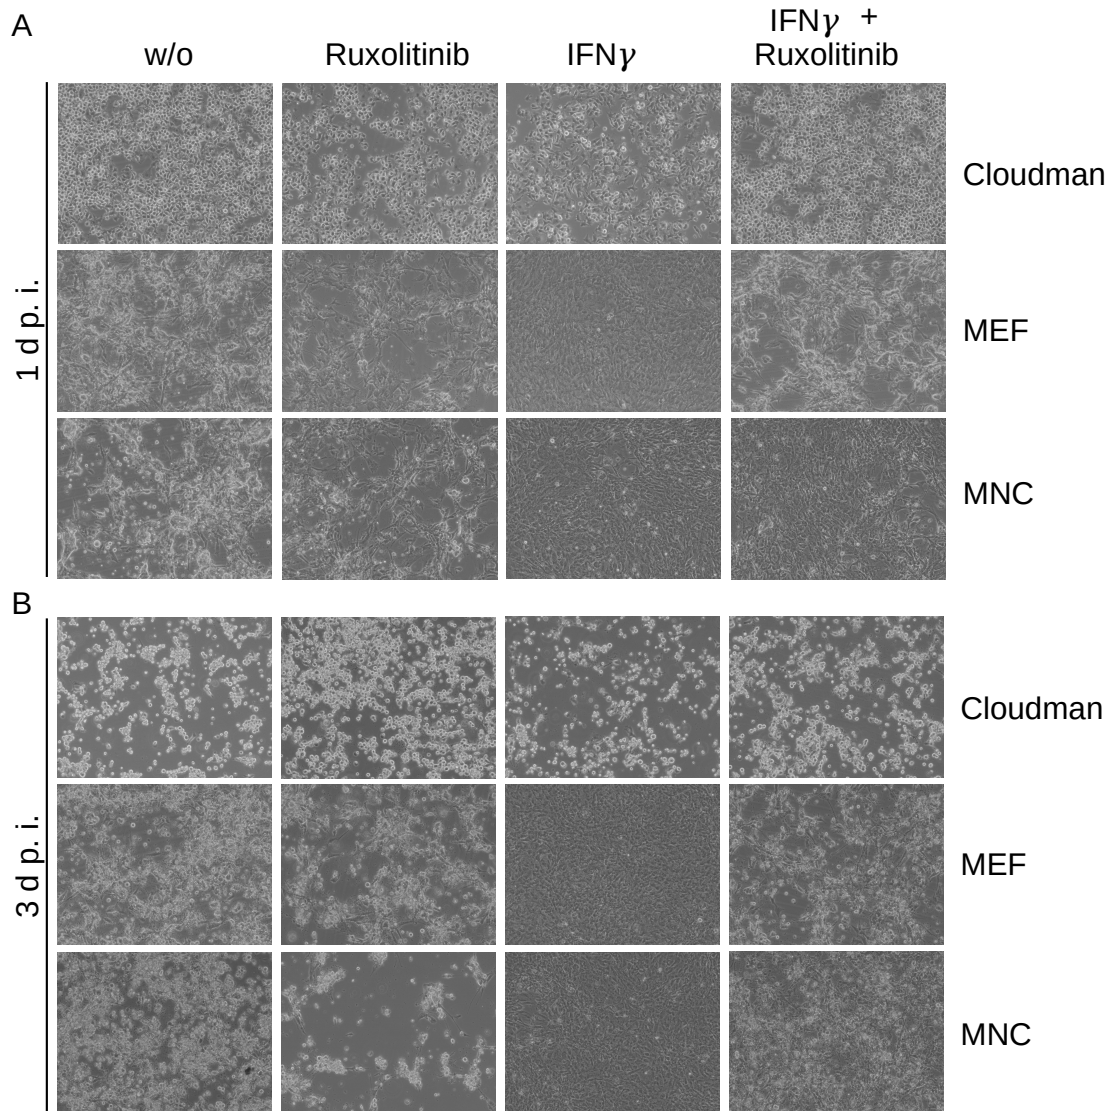 A
w/o
Ruxolitinib
IFNγ
IFNγ +
Ruxolitinib
1 d p. i.
Cloudman
MEF
MNC
B
3 d p. i.
Cloudman
MEF
MNC